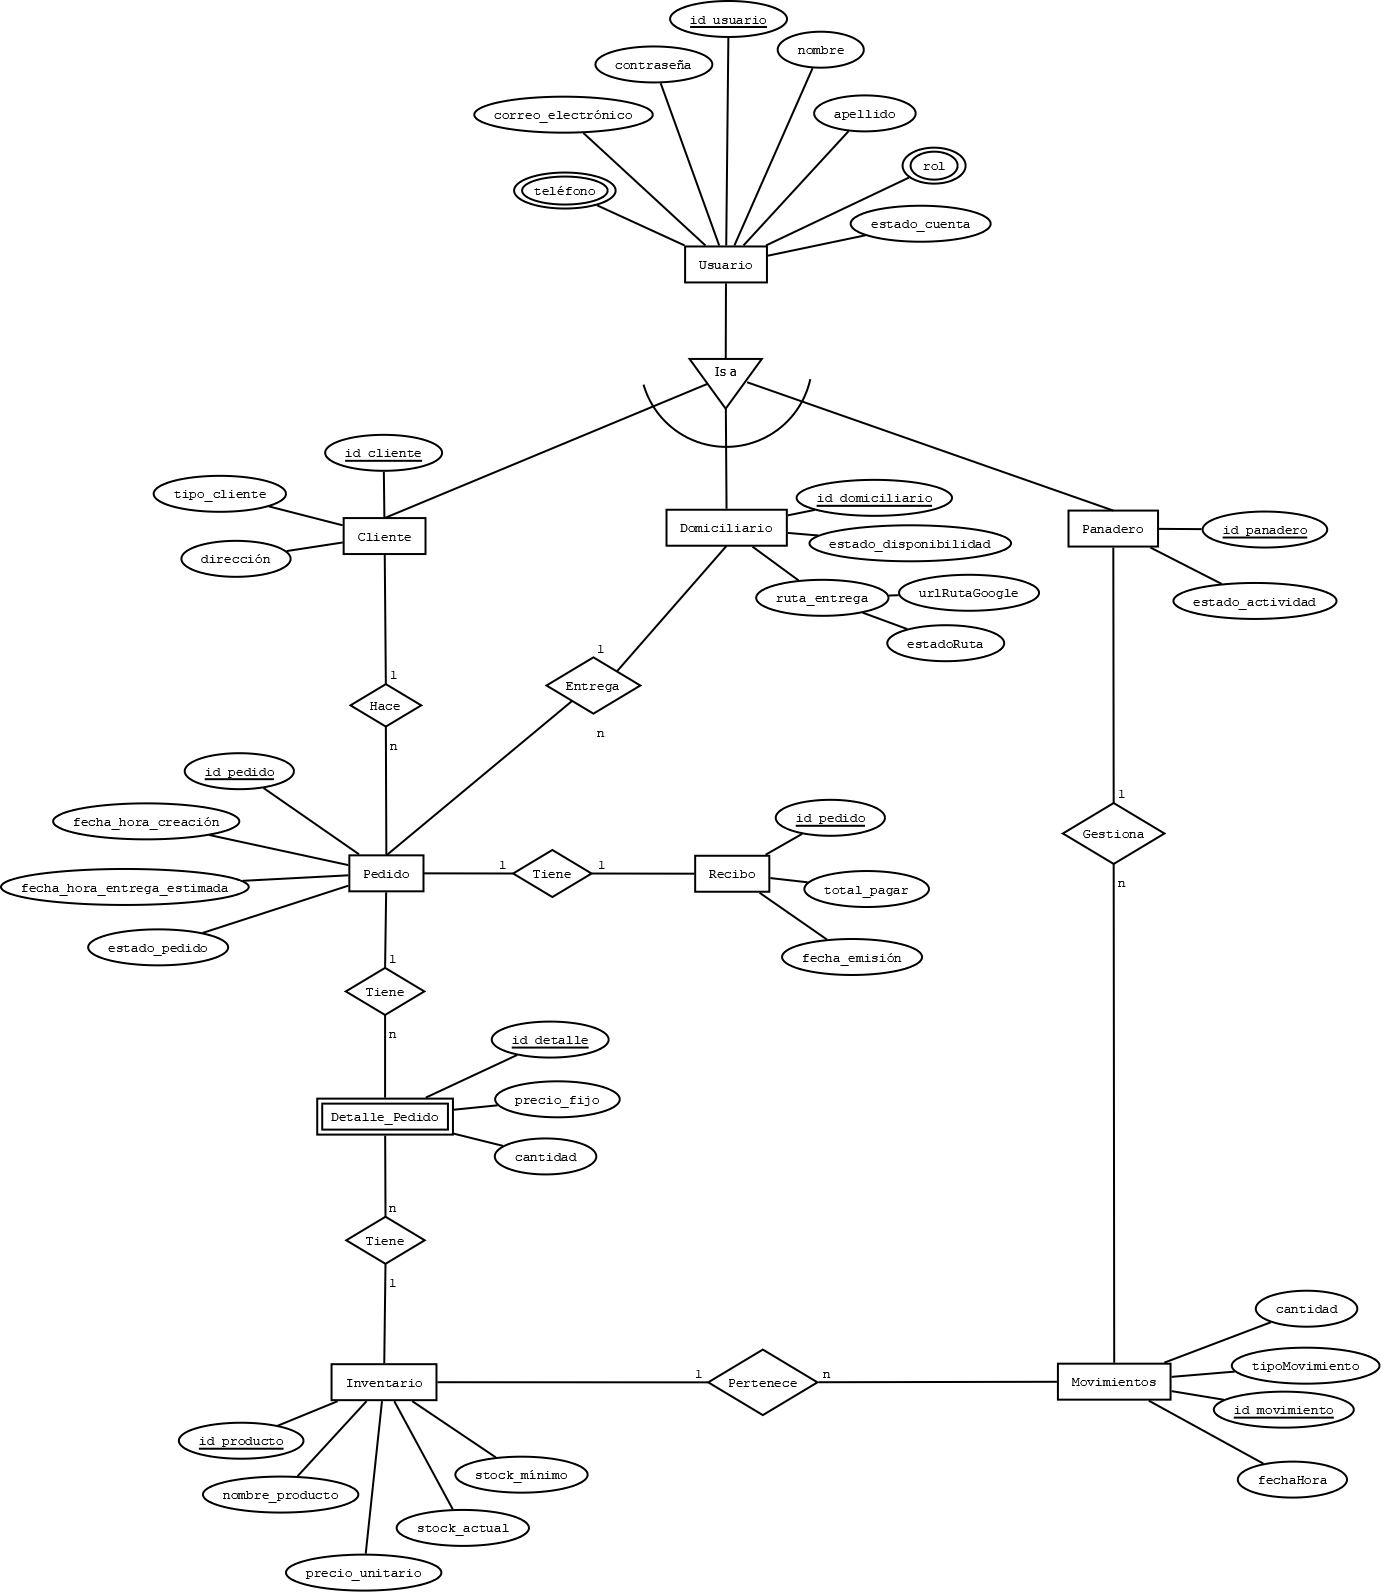 id_usuario
nombre
contraseña
correo_electrónico
apellido
rol
teléfono
estado_cuenta
Usuario
Is a
id_cliente
tipo_cliente
dirección
Cliente
id_domiciliario
Domiciliario
estado_disponibilidad
ruta_entrega
urlRutaGoogle
estadoRuta
Panadero
id_panadero
estado_actividad
1
Hace
n
1
Entrega
n
1
Gestiona
n
id_pedido
fecha_hora_creación
fecha_hora_entrega_estimada
estado_pedido
Pedido
1
Tiene
1
Recibo
id_pedido
total_pagar
fecha_emisión
1
Tiene
n
id_detalle
precio_fijo
Detalle_Pedido
cantidad
n
Tiene
1
Inventario
1
Pertenece
n
Movimientos
cantidad
tipoMovimiento
id_movimiento
fechaHora
id_producto
nombre_producto
stock_mínimo
stock_actual
precio_unitario